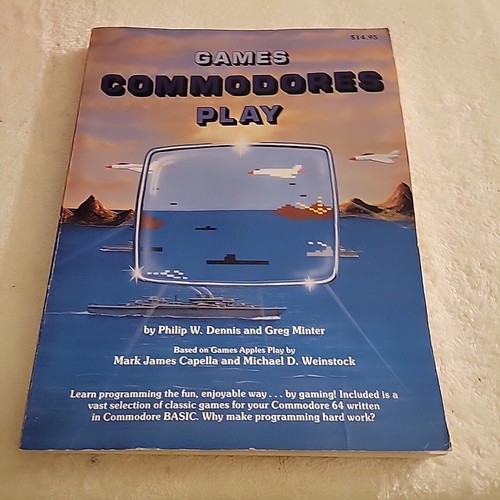 $14.95
GAMES
COMMODORES
PLAY
by Philip W. Dennis and Greg Minter
Based on Games Apples Play by
Mark James Capella and Michael D. Weinstock
Learn programming the fun, enjoyable way . . . by gaming! Included is a
vast selection of classic games for your Commodore 64 written
in Commodore BASIC. Why make programming hard work?